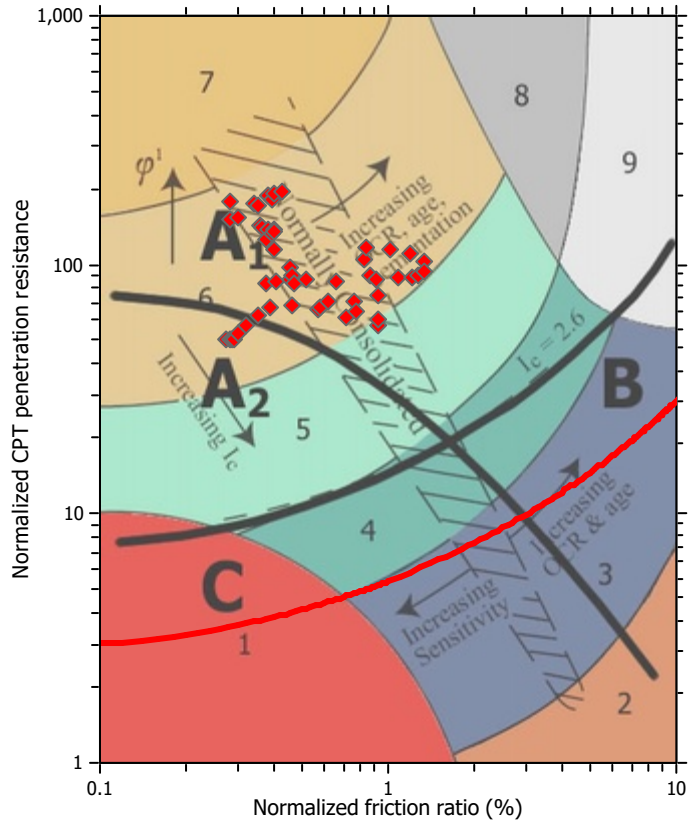 1,000
100
10
1
Normalized CPT penetration resistance
0.1
1
10
Normalized friction ratio (%)
7
8
9
φ¹
A1
6
A2
Increasing Ic
5
Normally
Consolidated
Increasing
OCR, age,
cementation
Ic = 2.6
B
4
C
1
Increasing
Sensitivity
Increasing
OCR & age
3
2